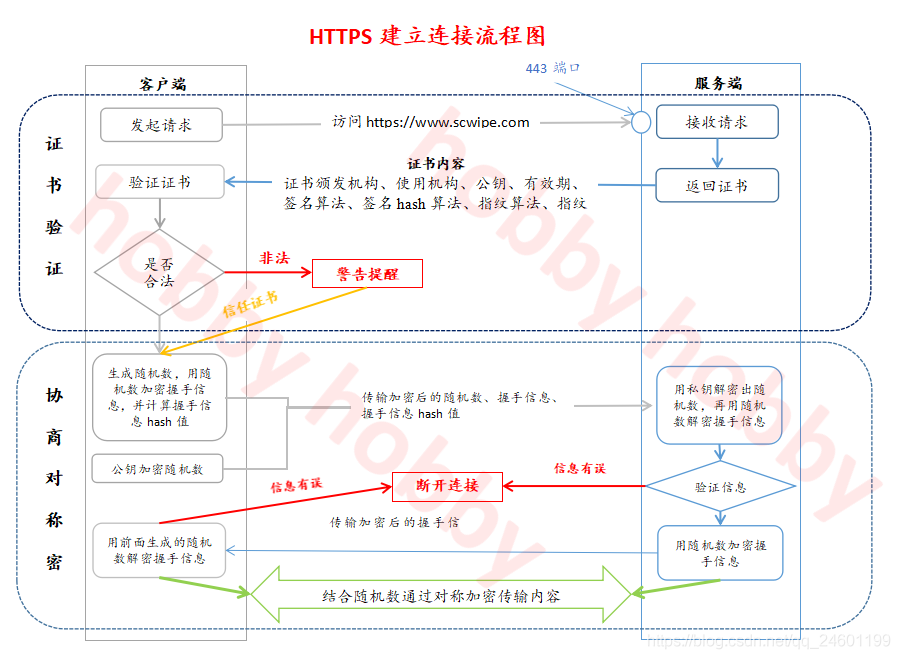 HTTPS 建立连接流程图
443 端口
客户端
服务端
发起请求
访问 https://www.scwipe.com
接收请求
证
书
验
证
证书内容
验证证书
证书颁发机构、使用机构、公钥、有效期、
签名算法、签名 hash 算法、指纹算法、指纹
返回证书
是否
合法
非法
警告提醒
信任证书
协
商
对
称
密
生成随机数，用随
机数加密握手信
息，并计算握手信
息 hash 值
传输加密后的随机数、握手信息、
握手信息 hash 值
用私钥解密出随
机数，再用随机
数解密握手信息
公钥加密随机数
信息有误
断开连接
信息有误
验证信息
传输加密后的握手信
用前面生成的随机
数解密握手信息
用随机数加密握
手信息
结合随机数通过对称加密传输内容
hobby hobby
hobby hobby
https://blog.csdn.net/qq_24601199